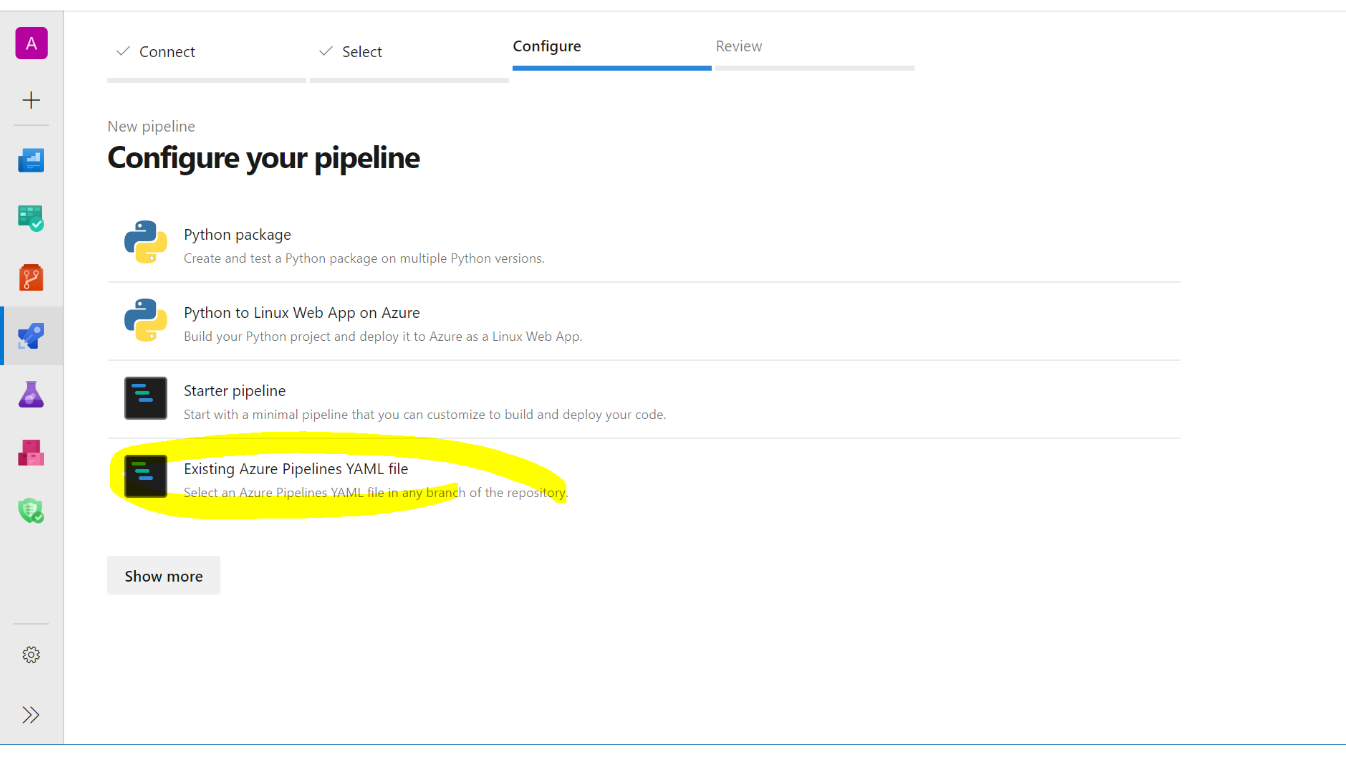 A
Connect
Select
Configure
Review
New pipeline
Configure your pipeline
Python package
Create and test a Python package on multiple Python versions.
Python to Linux Web App on Azure
Build your Python project and deploy it to Azure as a Linux Web App.
Starter pipeline
Start with a minimal pipeline that you can customize to build and deploy your code.
Existing Azure Pipelines YAML file
Select an Azure Pipelines YAML file in any branch of the repository.
Show more